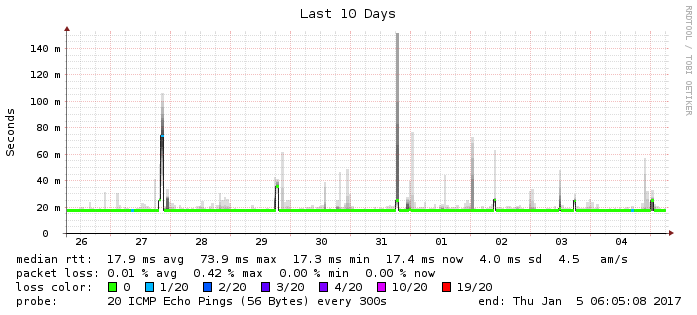 Last 10 Days
RRDTOOL / TOBI OETIKER
Seconds
140 m
120 m
100 m
80 m
60 m
40 m
20 m
0
26 27 28 29 30 31 01 02 03 04
median rtt: 17.9 ms avg 73.9 ms max 17.3 ms min 17.4 ms now 4.0 ms sd 4.5 am/s
packet loss: 0.01 % avg 0.42 % max 0.00 % min 0.00 % now
loss color: 0 1/20 2/20 3/20 4/20 10/20 19/20
probe: 20 ICMP Echo Pings (56 Bytes) every 300s end: Thu Jan 5 06:05:08 2017